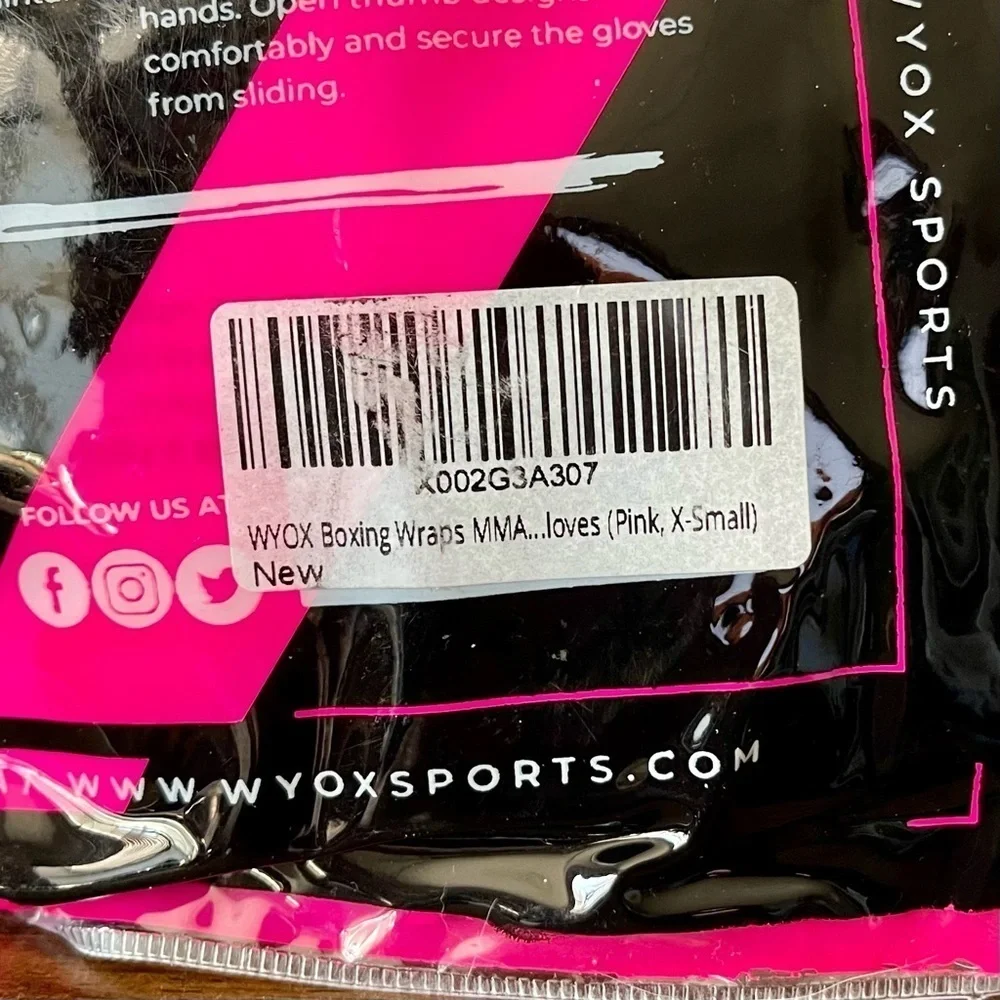 hands. Open thumb
comfortably and secure the gloves
from sliding.
WYOX SPORTS
X002G3A307
WYOX Boxing Wraps MMA...loves (Pink, X-Small)
New
FOLLOW US AT
WWW.WYOXSPORTS.COM